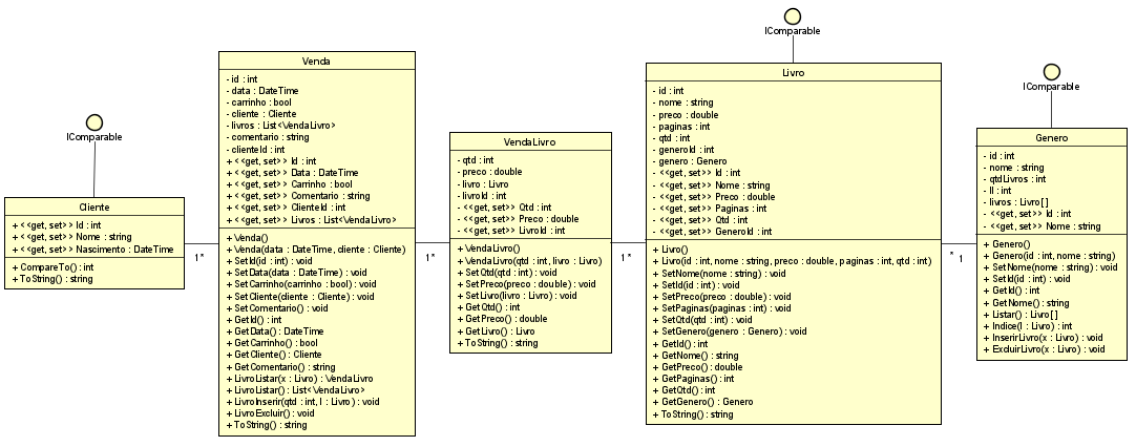 IComparable
Cliente
+ <<get, set>> Id : int
+ <<get, set>> Nome : string
+ <<get, set>> Nascimento : DateTime
+ CompareTo() : int
+ ToString() : string
1 *
Venda
- id : int
- data : DateTime
- carrinho : bool
- cliente : Cliente
- livros : List<VendaLivro>
- comentario : string
- clienteId : int
+ <<get, set>> Id : int
+ <<get, set>> Data : DateTime
+ <<get, set>> Carrinho : bool
+ <<get, set>> Comentario : string
+ <<get, set>> ClienteId : int
+ <<get, set>> Livros : List<VendaLivro>
+ Venda()
+ Venda(data : DateTime, cliente : Cliente)
+ SetId(id : int) : void
+ SetData(data : DateTime) : void
+ SetCarrinho(carrinho : bool) : void
+ SetCliente(cliente : Cliente) : void
+ SetComentario() : void
+ GetId() : int
+ GetData() : DateTime
+ GetCarrinho() : bool
+ GetCliente() : Cliente
+ GetComentario() : string
+ LivroListar(x : Livro) : VendaLivro
+ LivroListar() : List<VendaLivro>
+ LivroInserir(qtd : int, l : Livro) : void
+ LivroExcluir() : void
+ ToString() : string
1 *
VendaLivro
- qtd : int
- preco : double
- livro : Livro
- livroId : int
- <<get, set>> Qtd : int
- <<get, set>> Preco : double
- <<get, set>> LivroId : int
+ VendaLivro()
+ VendaLivro(qtd : int, livro : Livro)
+ SetQtd(qtd : int) : void
+ SetPreco(preco : double) : void
+ SetLivro(livro : Livro) : void
+ GetQtd() : int
+ GetPreco() : double
+ GetLivro() : Livro
+ ToString() : string
1 *
IComparable
Livro
- id : int
- nome : string
- preco : double
- paginas : int
- qtd : int
- generoId : int
- genero : Genero
- <<get, set>> Id : int
- <<get, set>> Nome : string
- <<get, set>> Preco : double
- <<get, set>> Paginas : int
- <<get, set>> Qtd : int
- <<get, set>> GeneroId : int
+ Livro()
+ Livro(id : int, nome : string, preco : double, paginas : int, qtd : int)
+ SetNome(nome : string) : void
+ SetId(id : int) : void
+ SetPreco(preco : double) : void
+ SetPaginas(paginas : int) : void
+ SetQtd(qtd : int) : void
+ SetGenero(genero : Genero) : void
+ GetId() : int
+ GetNome() : string
+ GetPreco() : double
+ GetPaginas() : int
+ GetQtd() : int
+ GetGenero() : Genero
+ ToString() : string
* 1
IComparable
Genero
- id : int
- nome : string
- qtdLivros : int
- ll : int
- livros : Livro[]
- <<get, set>> Id : int
- <<get, set>> Nome : string
+ Genero()
+ Genero(id : int, nome : string)
+ SetNome(nome : string) : void
+ SetId(id : int) : void
+ GetId() : int
+ GetNome() : string
+ Listar() : Livro[]
+ Indice(l : Livro) : int
+ InserirLivro(x : Livro) : void
+ ExcluirLivro(x : Livro) : void